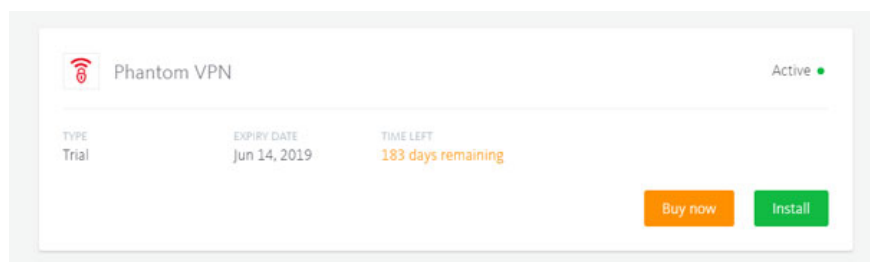 Phantom VPN
Active
TYPE
EXPIRY DATE
TIME LEFT
Trial
Jun 14, 2019
183 days remaining
Buy now
Install